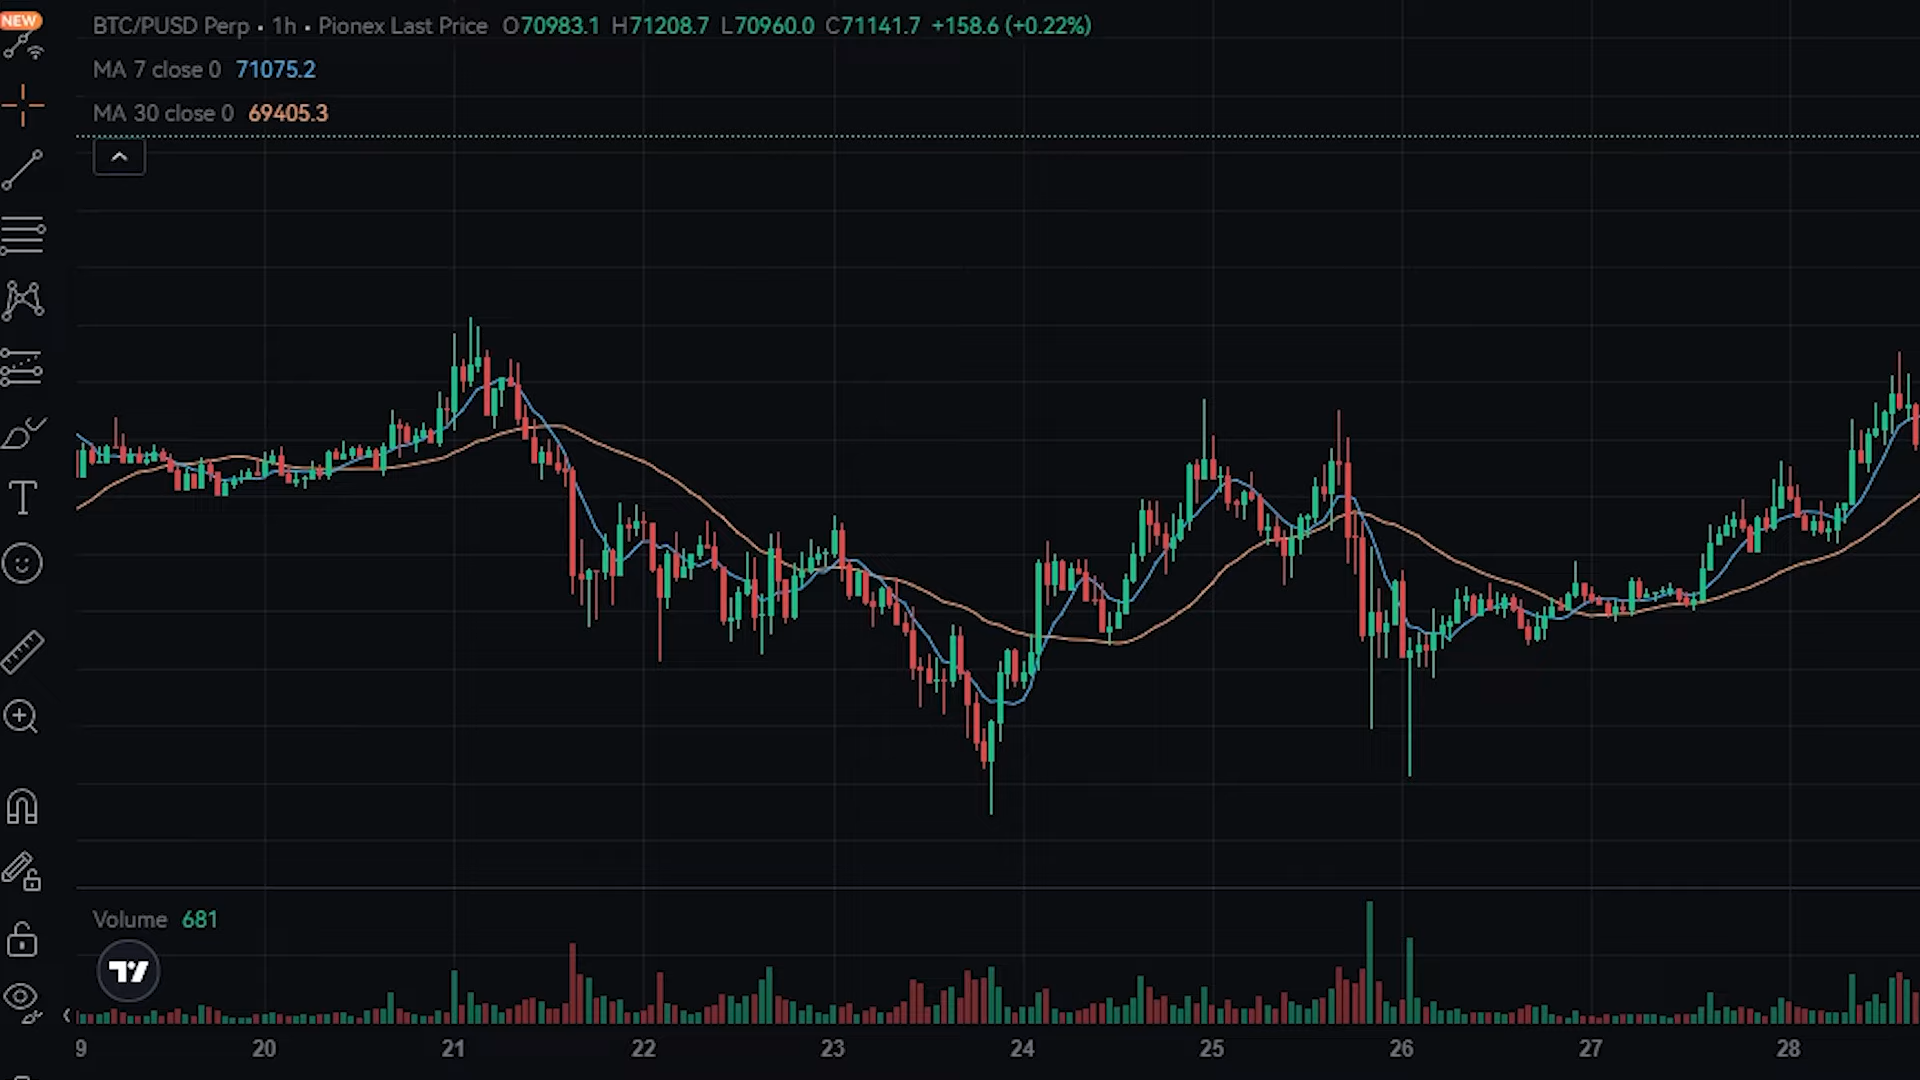 NEW
BTC/PUSD Perp · 1h · Pionex Last Price O70983.1 H71208.7 L70960.0 C71141.7 +158.6 (+0.22%)
MA 7 close 0 71075.2
MA 30 close 0 69405.3
Volume 681
9 20 21 22 23 24 25 26 27 28